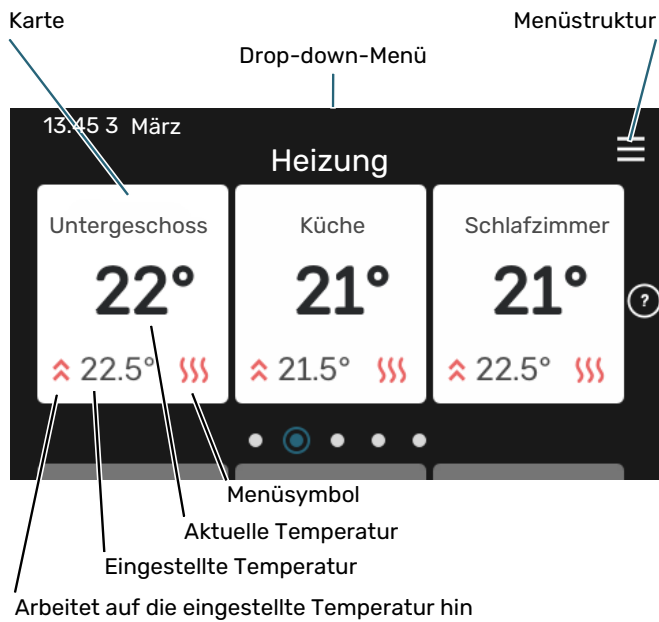 Karte
Menüstruktur
Drop-down-Menü
13.45 3 März
Heizung
Untergeschoss
Küche
Schlafzimmer
22°
21°
21°
?
22.5°
21.5°
22.5°
Menüsymbol
Aktuelle Temperatur
Eingestellte Temperatur
Arbeitet auf die eingestellte Temperatur hin